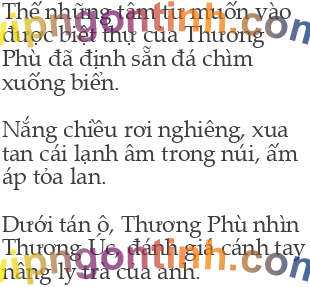 Thế những tâm tư muốn vào
được biệt thự của Thương
Phù đã định sẵn đá chìm
xuống biển.
Nắng chiều rơi nghiêng, xua
tan cái lạnh âm trong núi, ấm
áp tỏa lan.
Dưới tán ô, Thương Phù nhìn
Thương Úc, đánh giá cánh tay
nâng ly trà của anh.
vipngontinh.com
vipngontinh.com